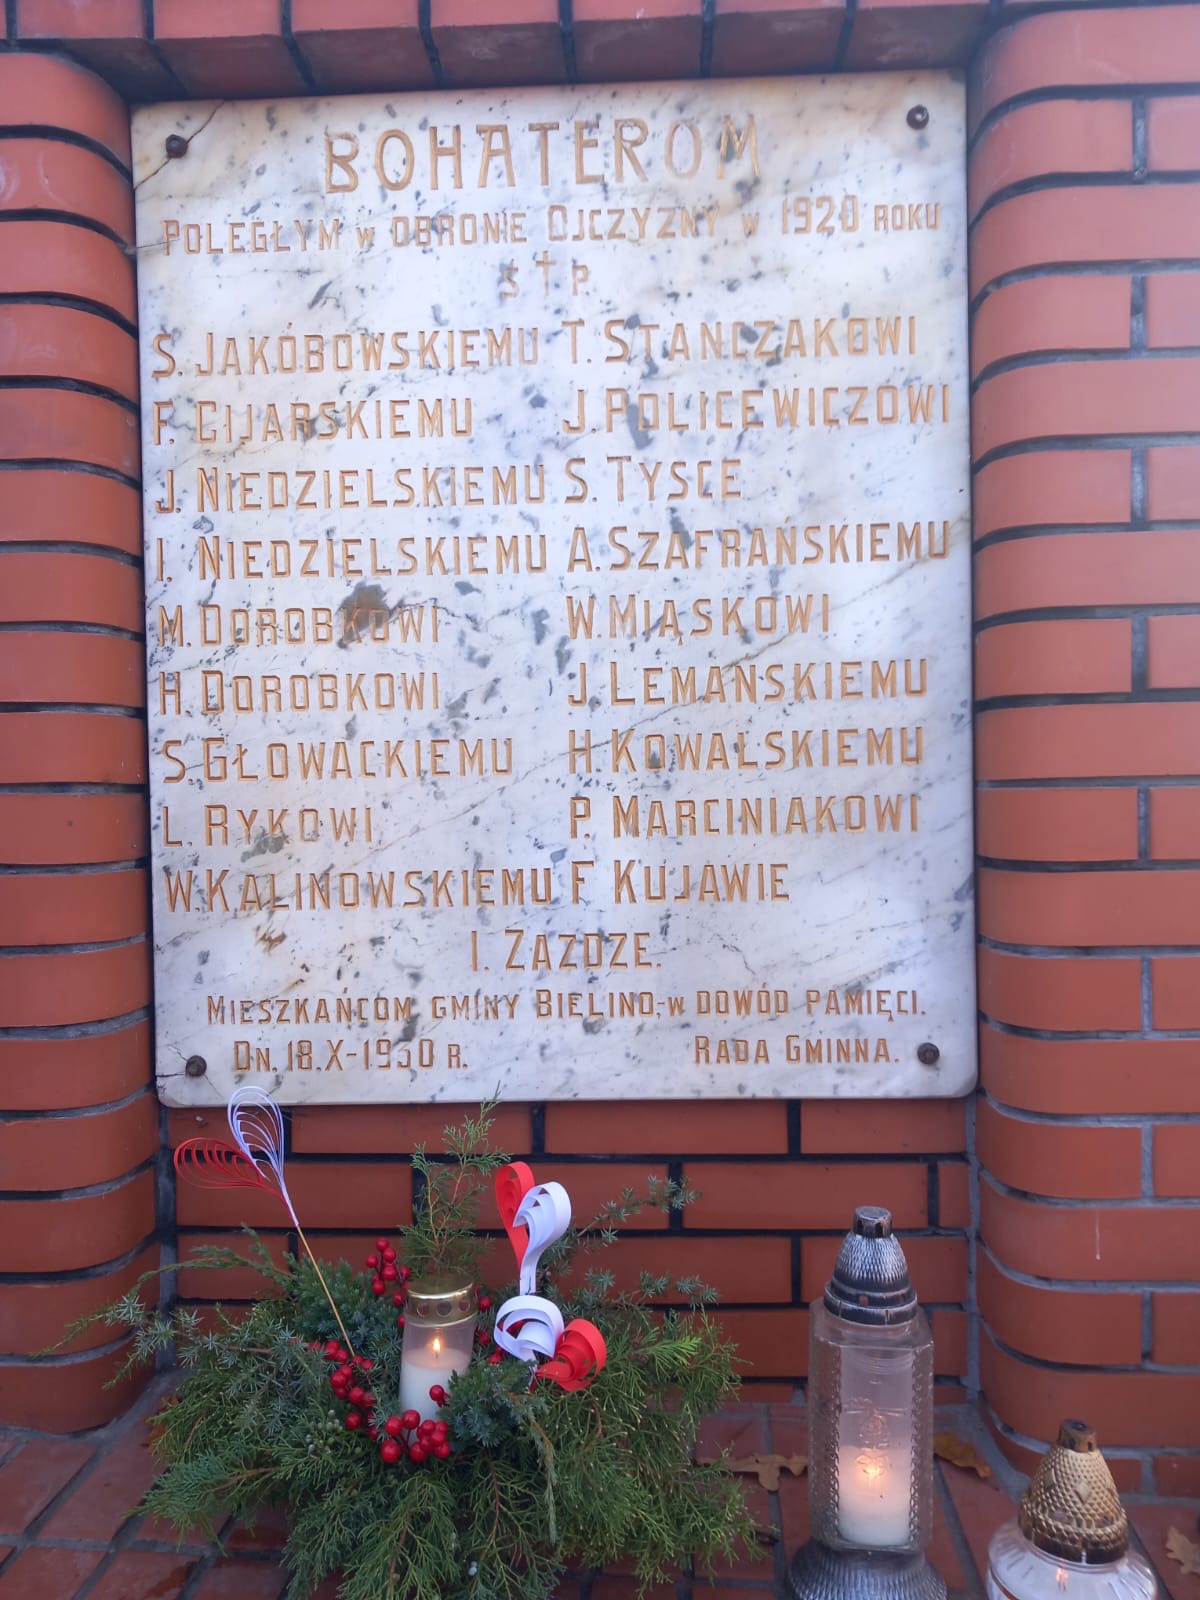 BOHATEROM
POLEGŁYM W OBRONIE OJCZYZNY W 1920 ROKU
Ś † P.
S. JAKÓBOWSKIEMU T. STANCZAKOWI
F. CIJARSKIEMU J. POLICEWICZOWI
J. NIEDZIELSKIEMU S. TYSCE
I. NIEDZIELSKIEMU A. SZAFRAŃSKIEMU
M. DOROBKOWI W. MIĄSKOWI
H. DOROBKOWI J. LEMANSKIEMU
S. GŁOWACKIEMU H. KOWALSKIEMU
L. RYKOWI P. MARCINIAKOWI
W. KALINOWSKIEMU F. KUJAWIE
I. ZAZDZE.
MIESZKAŃCOM GMINY BIELINO,-W DOWÓD PAMIĘCI.
DN. 18.X-1930 R. RADA GMINNA.